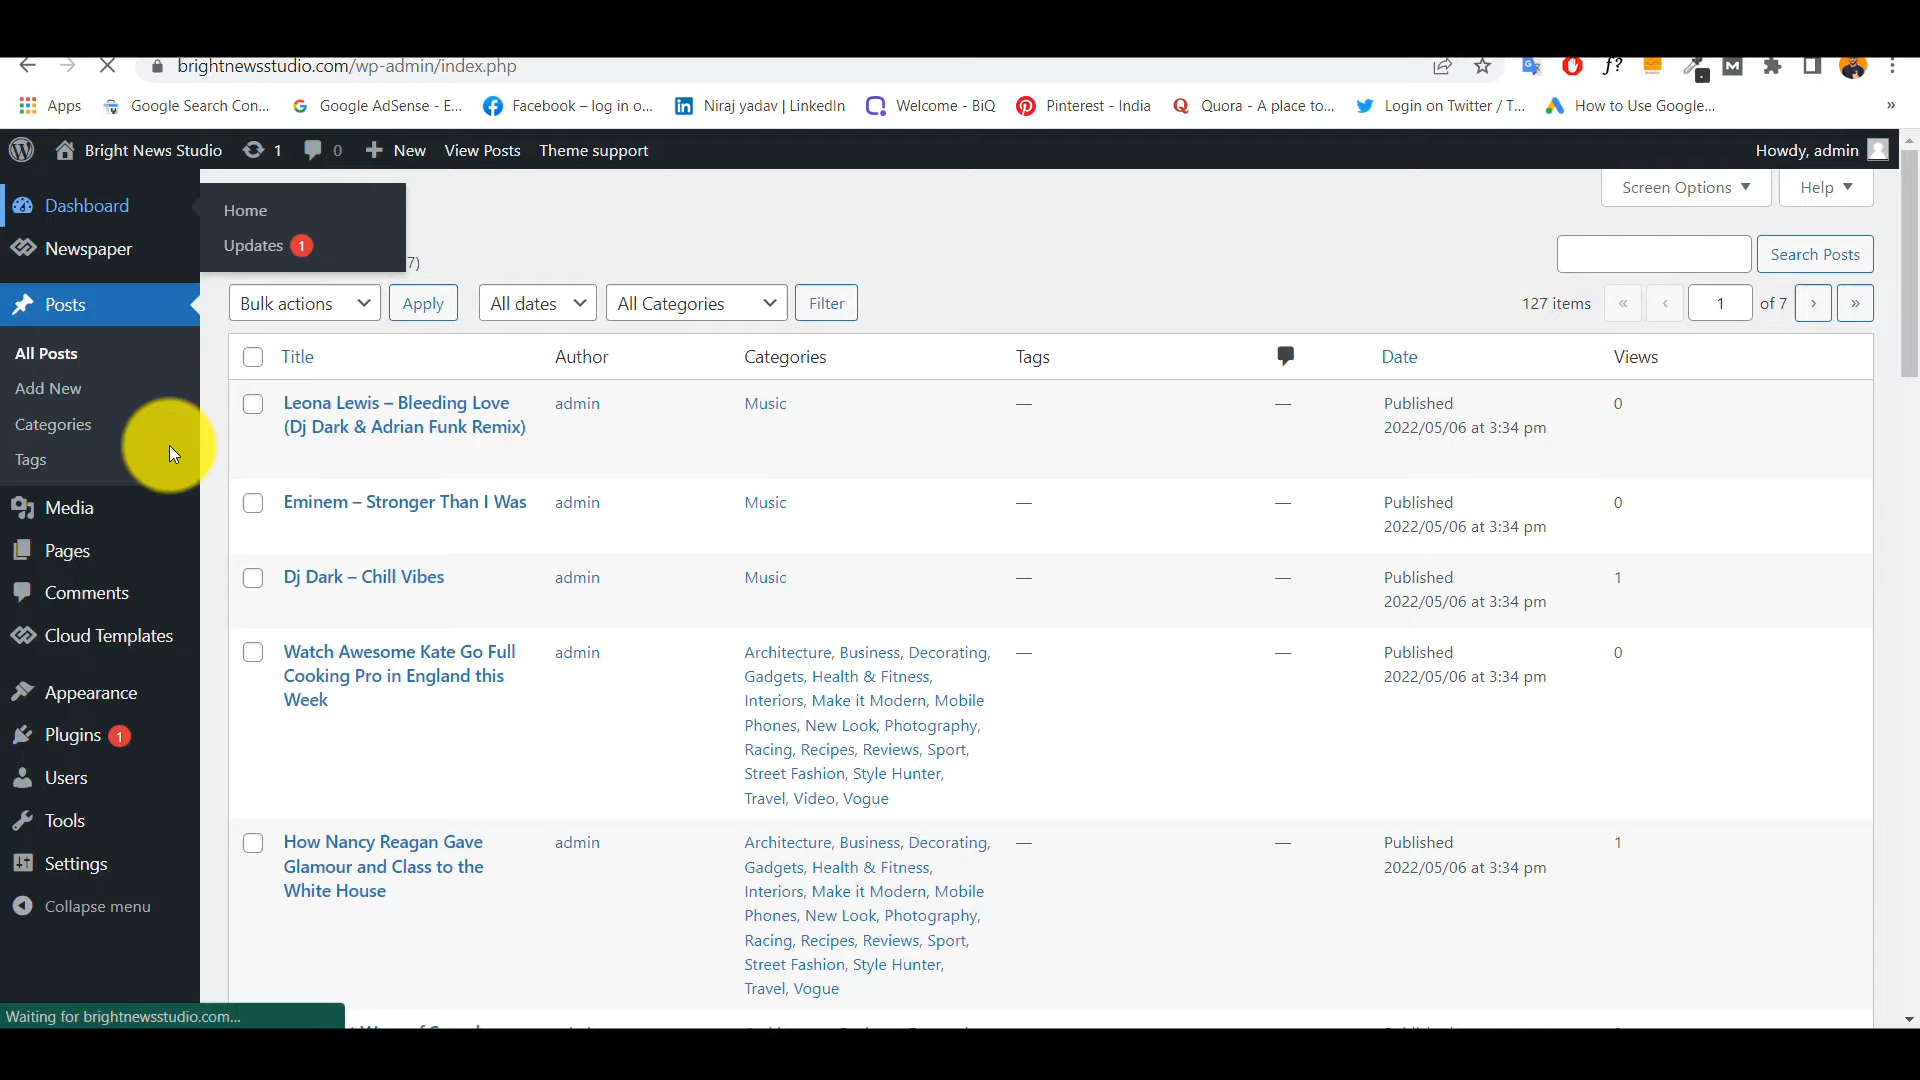 brightnewsstudio.com/wp-admin/index.php
Apps Google Search Con... Google AdSense - E... Facebook – log in o... Niraj yadav | LinkedIn Welcome - BiQ Pinterest - India Quora - A place to... Login on Twitter / T... How to Use Google... »
Bright News Studio 1 0 New View Posts Theme support Howdy, admin
Dashboard
Newspaper
Posts
All Posts
Add New
Categories
Tags
Media
Pages
Comments
Cloud Templates
Appearance
Plugins 1
Users
Tools
Settings
Collapse menu
Home
Updates 1
Screen Options Help
7)
Search Posts
Bulk actions Apply All dates All Categories Filter 127 items « ‹ 1 of 7 › »
Title Author Categories Tags Date Views
Leona Lewis – Bleeding Love admin Music — — Published 0
(Dj Dark & Adrian Funk Remix) 2022/05/06 at 3:34 pm
Eminem – Stronger Than I Was admin Music — — Published 0
2022/05/06 at 3:34 pm
Dj Dark – Chill Vibes admin Music — — Published 1
2022/05/06 at 3:34 pm
Watch Awesome Kate Go Full admin Architecture, Business, Decorating, — — Published 0
Cooking Pro in England this Gadgets, Health & Fitness, 2022/05/06 at 3:34 pm
Week Interiors, Make it Modern, Mobile
Phones, New Look, Photography,
Racing, Recipes, Reviews, Sport,
Street Fashion, Style Hunter,
Travel, Video, Vogue
How Nancy Reagan Gave admin Architecture, Business, Decorating, — — Published 1
Glamour and Class to the Gadgets, Health & Fitness, 2022/05/06 at 3:34 pm
White House Interiors, Make it Modern, Mobile
Phones, New Look, Photography,
Racing, Recipes, Reviews, Sport,
Street Fashion, Style Hunter,
Travel, Vogue
Waiting for brightnewsstudio.com...